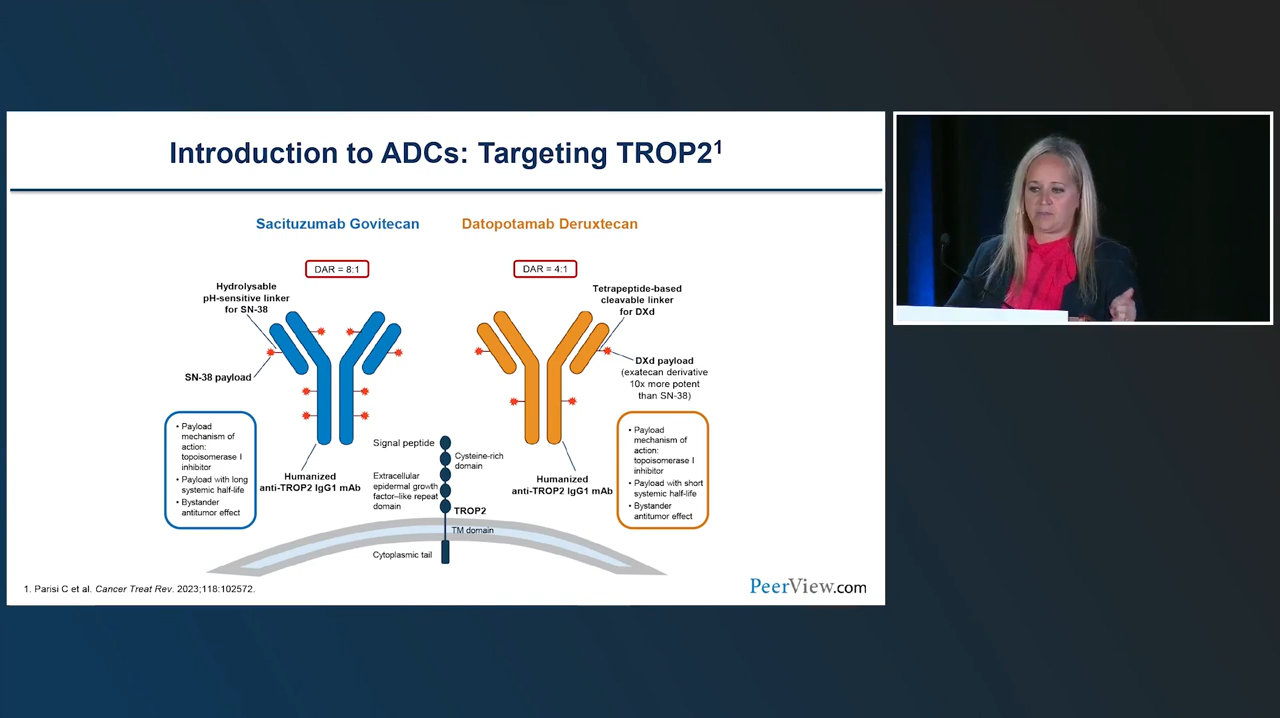 Introduction to ADCs: Targeting TROP2¹
Sacituzumab Govitecan
DAR = 8:1
Hydrolysable
pH-sensitive linker
for SN-38
SN-38 payload
• Payload
mechanism of
action:
topoisomerase I
inhibitor
• Payload with long
systemic half-life
• Bystander
antitumor effect
Humanized
anti-TROP2 IgG1 mAb
Datopotamab Deruxtecan
DAR = 4:1
Tetrapeptide-based
cleavable linker
for DXd
DXd payload
(exatecan derivative
10x more potent
than SN-38)
• Payload
mechanism of
action:
topoisomerase I
inhibitor
• Payload with short
systemic half-life
• Bystander
antitumor effect
Humanized
anti-TROP2 IgG1 mAb
Signal peptide
Cysteine-rich
domain
Extracellular
epidermal growth
factor–like repeat
domain
TROP2
TM domain
Cytoplasmic tail
1. Parisi C et al. Cancer Treat Rev. 2023;118:102572.
PeerView.com